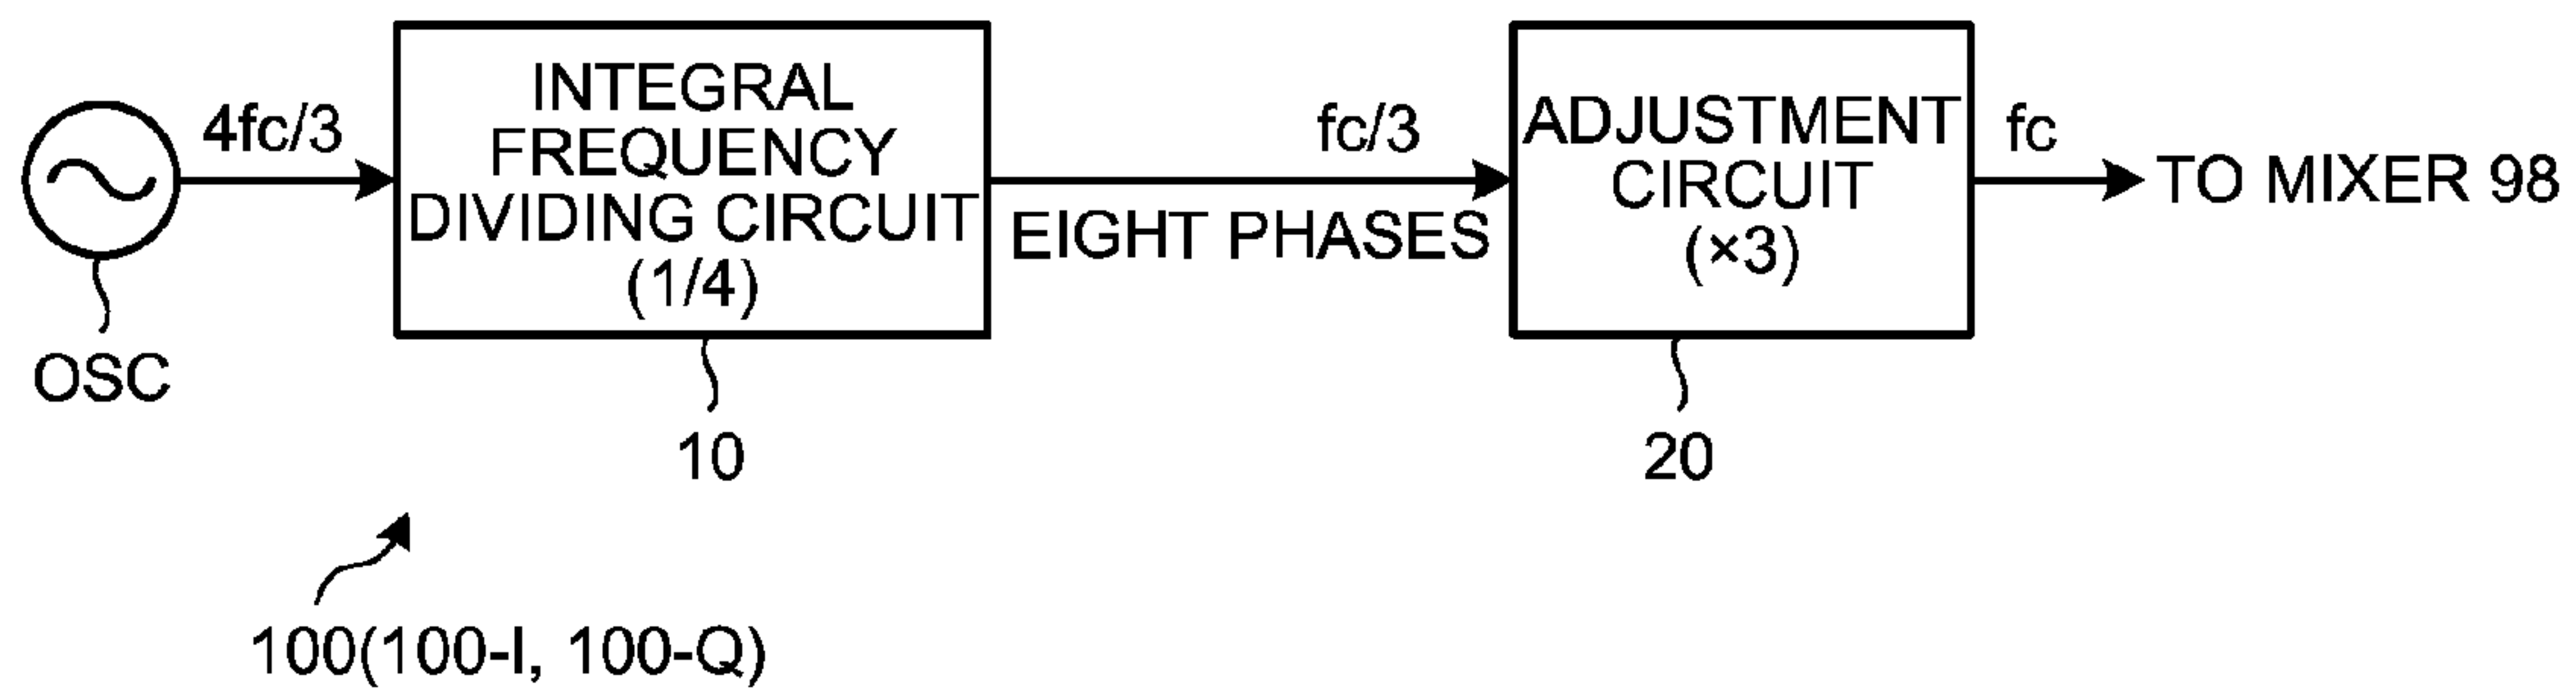 4fc/3
INTEGRAL
FREQUENCY
DIVIDING CIRCUIT
(1/4)
fc/3
EIGHT PHASES
ADJUSTMENT
CIRCUIT
(×3)
fc
TO MIXER 98
OSC
10
20
100(100-I, 100-Q)